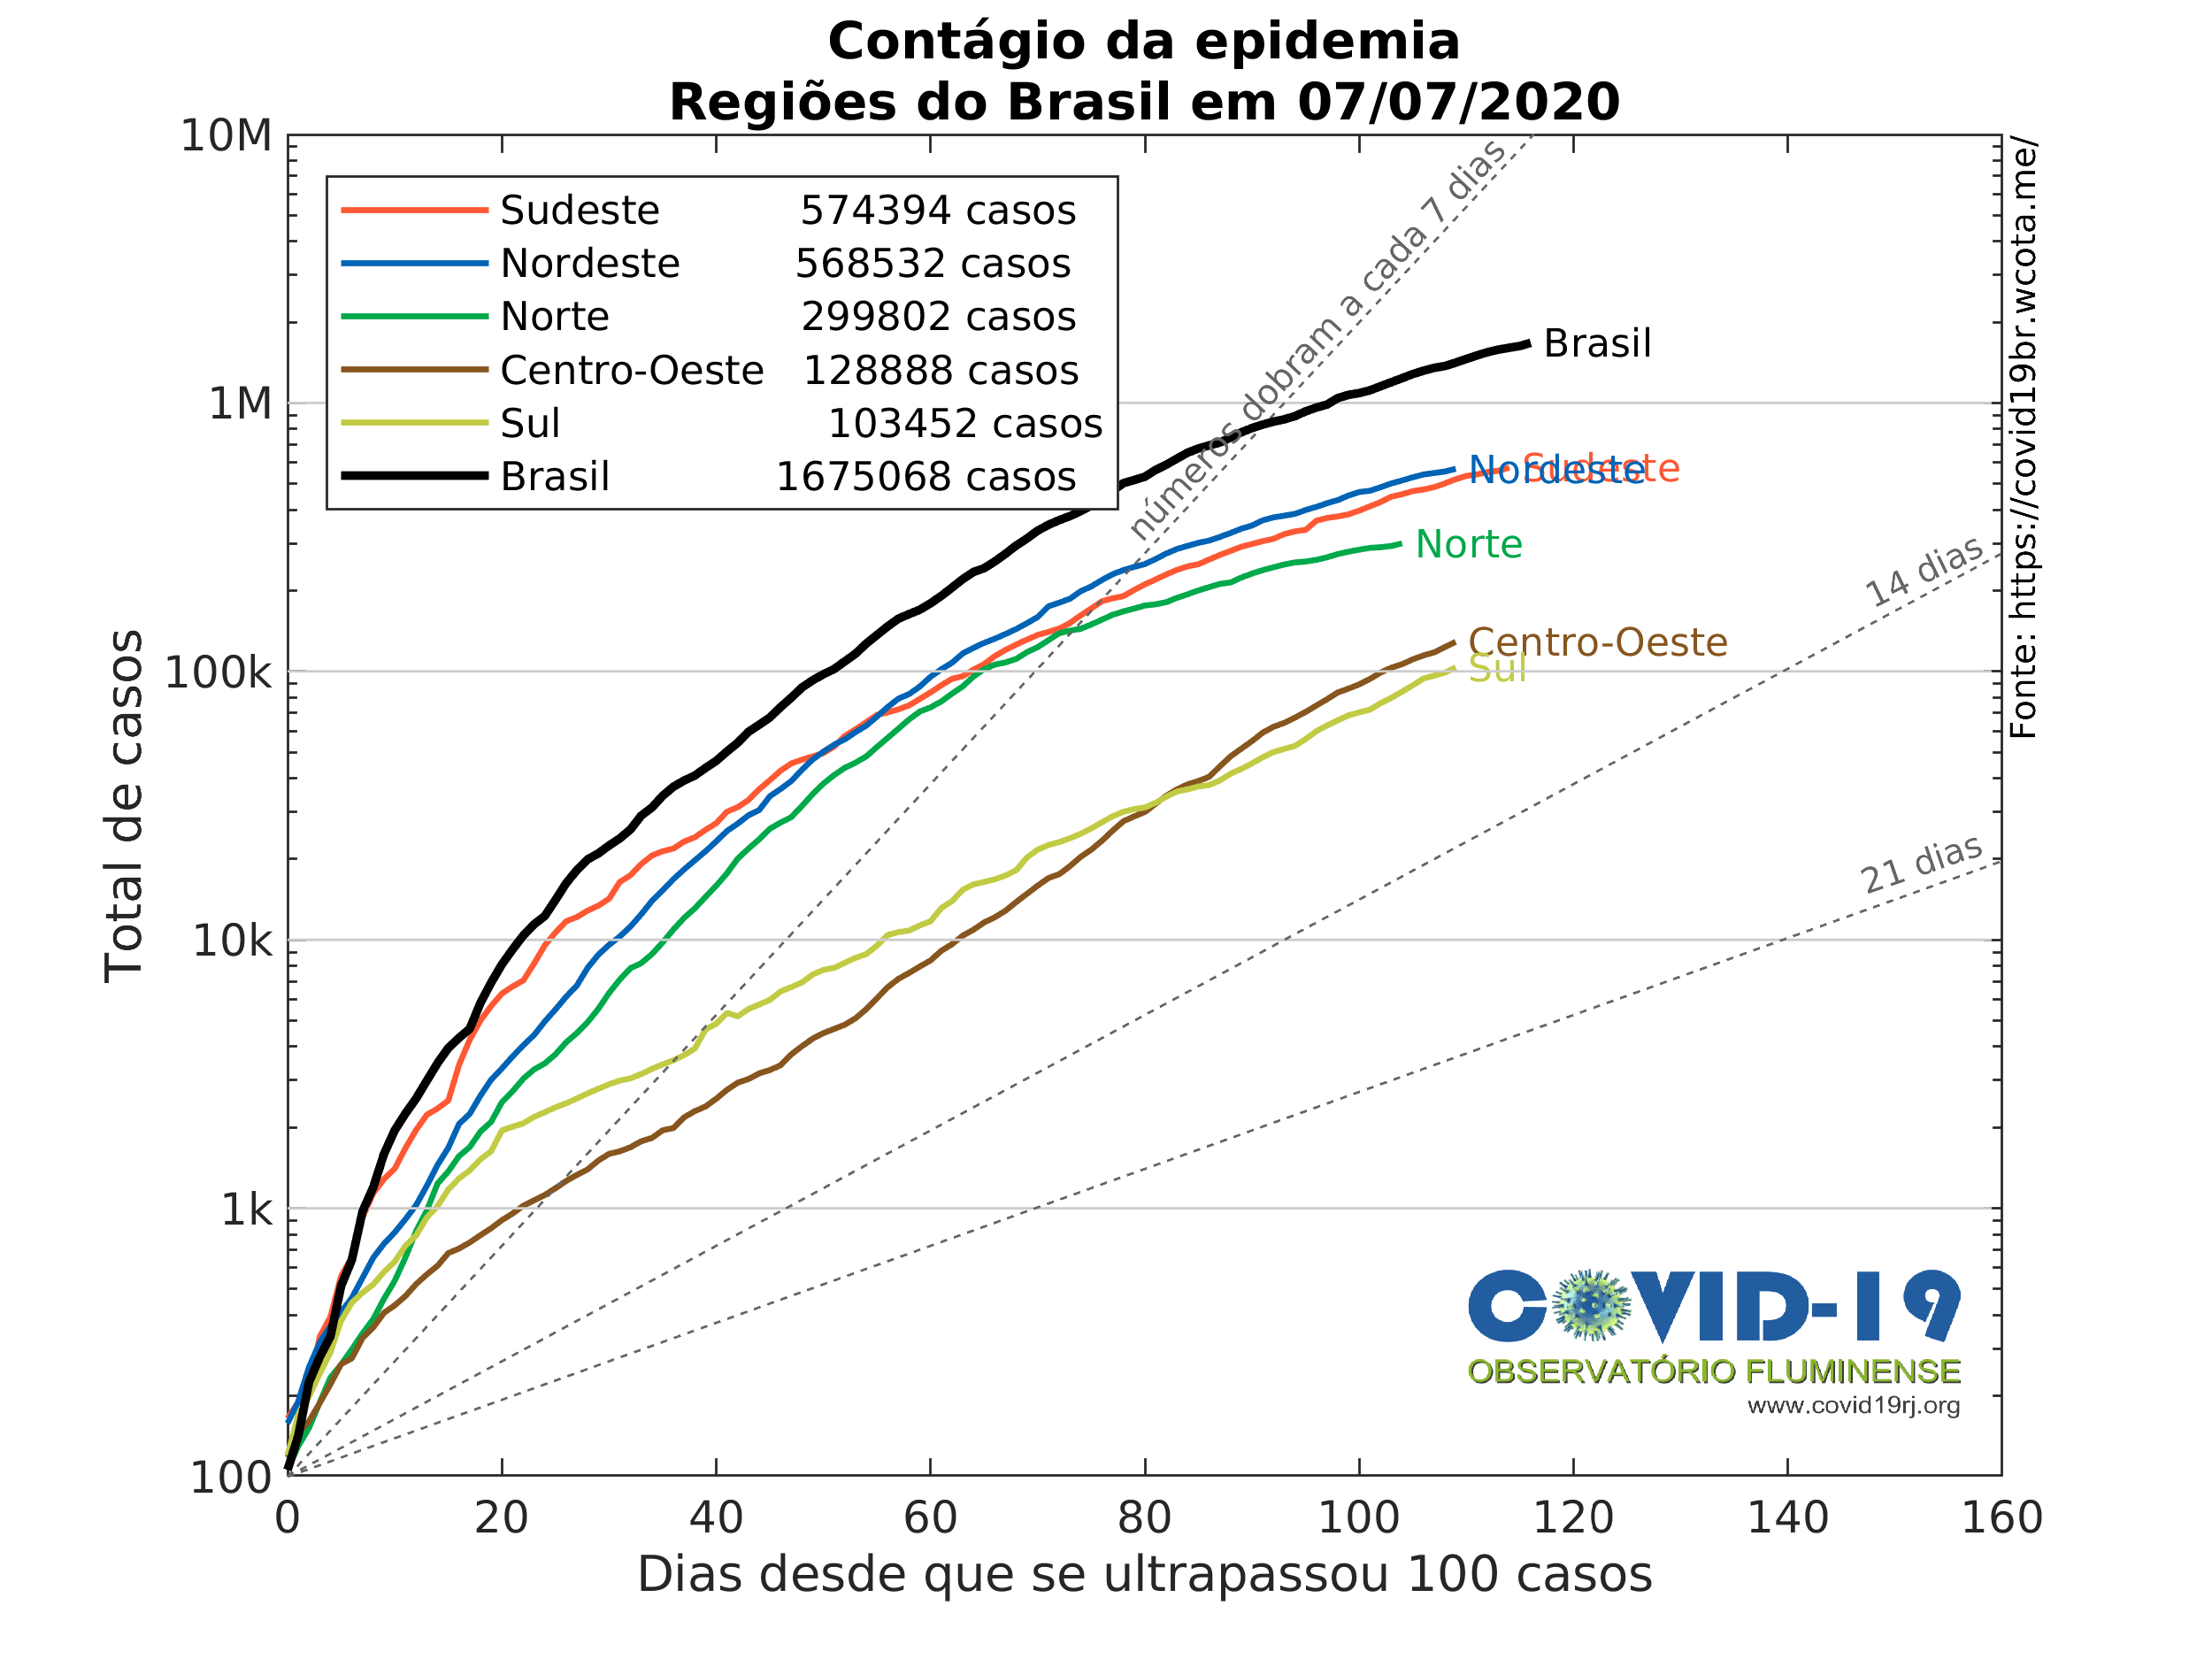 Contágio da epidemia
Regiões do Brasil em 07/07/2020
10M
1M
100k
10k
1k
100
Total de casos
Sudeste 574394 casos
Nordeste 568532 casos
Norte 299802 casos
Centro-Oeste 128888 casos
Sul 103452 casos
Brasil 1675068 casos
números dobram a cada 7 dias
14 dias
21 dias
Brasil
Nordeste
Sudeste
Norte
Centro-Oeste
Sul
Fonte: https://covid19br.wcota.me/
COVID-19
OBSERVATÓRIO FLUMINENSE
www.covid19rj.org
0 20 40 60 80 100 120 140 160
Dias desde que se ultrapassou 100 casos